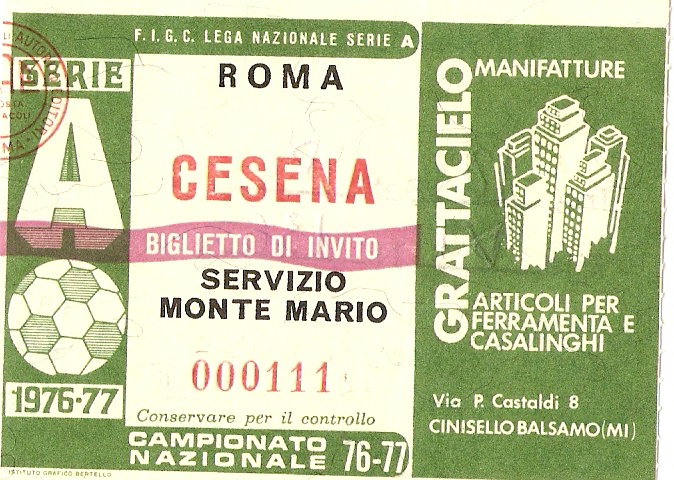 F. I. G. C. LEGA NAZIONALE SERIE A
SERIE
A
1976-77
ROMA
CESENA
BIGLIETTO DI INVITO
SERVIZIO
MONTE MARIO
000111
Conservare per il controllo
CAMPIONATO
NAZIONALE 76-77
ISTITUTO GRAFICO BERTELLO
GRATTACIELO
MANIFATTURE
ARTICOLI PER
FERRAMENTA E
CASALINGHI
Via P. Castaldi 8
CINISELLO BALSAMO (MI)